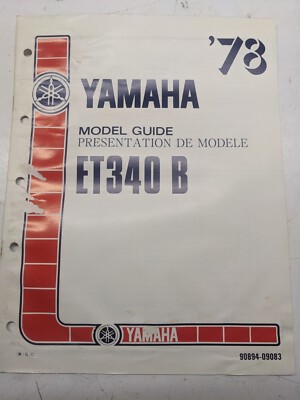 '78
YAMAHA
MODEL GUIDE
PRESENTATION DE MODELE
ET340 B
YAMAHA
90894-09083